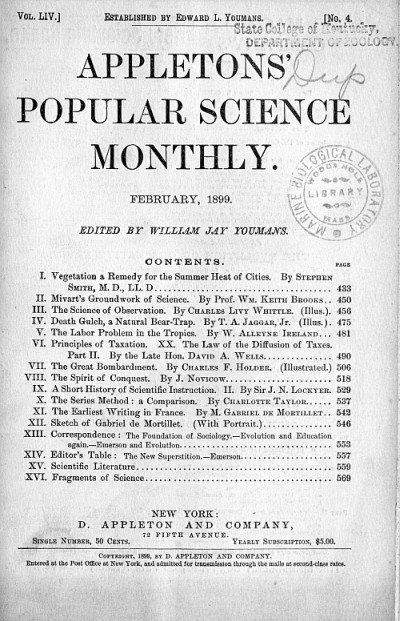 VOL. LIV.] ESTABLISHED BY EDWARD L. YOUMANS. [No. 4.
State College of Kentucky,
DEPARTMENT OF ZOOLOGY.
Dup
APPLETONS'
POPULAR SCIENCE
MONTHLY.
MARINE BIOLOGICAL LABORATORY
WOODS HOLE
LIBRARY
MASS.
FEBRUARY, 1899.
EDITED BY WILLIAM JAY YOUMANS.
CONTENTS.
PAGE
I. Vegetation a Remedy for the Summer Heat of Cities. By STEPHEN
SMITH, M. D., LL. D. 433
II. Mivart's Groundwork of Science. By Prof. WM. KEITH BROOKS.. 450
III. The Science of Observation. By CHARLES LIVY WHITTLE. (Illus.). 456
IV. Death Gulch, a Natural Bear-Trap. By T. A. JAGGAR, Jr. (Illus.) 475
V. The Labor Problem in the Tropics. By W. ALLEYNE IRELAND... 481
VI. Principles of Taxation. XX. The Law of the Diffusion of Taxes.
Part II. By the Late Hon. DAVID A. WELLS................ 490
VII. The Great Bombardment. By CHARLES F. HOLDER. (Illustrated.) 506
VIII. The Spirit of Conquest. By J. NOVICOW......................... 518
IX. A Short History of Scientific Instruction. II. By Sir J. N. LOCKYER. 529
X. The Series Method: a Comparison. By CHARLOTTE TAYLOR...... 537
XI. The Earliest Writing in France. By M. GABRIEL DE MORTILLET.. 542
XII. Sketch of Gabriel de Mortillet. (With Portrait.)................ 546
XIII. Correspondence: The Foundation of Sociology.—Evolution and Education
again.—Emerson and Evolution................................. 553
XIV. Editor's Table: The New Superstition.—Emerson................. 557
XV. Scientific Literature......................................... 559
XVI. Fragments of Science........................................ 569
NEW YORK:
D. APPLETON AND COMPANY,
72 FIFTH AVENUE.
SINGLE NUMBER, 50 CENTS. YEARLY SUBSCRIPTION, $5.00.
COPYRIGHT, 1899, BY D. APPLETON AND COMPANY.
Entered at the Post Office at New York, and admitted for transmission through the mails at second-class rates.